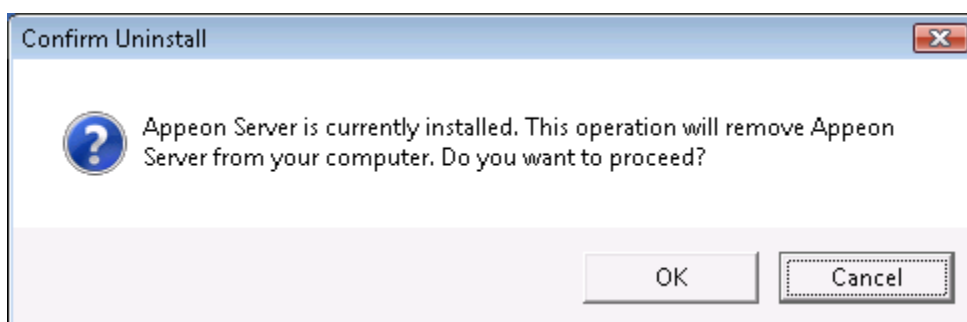 Confirm Uninstall
Appeon Server is currently installed. This operation will remove Appeon
Server from your computer. Do you want to proceed?
OK
Cancel